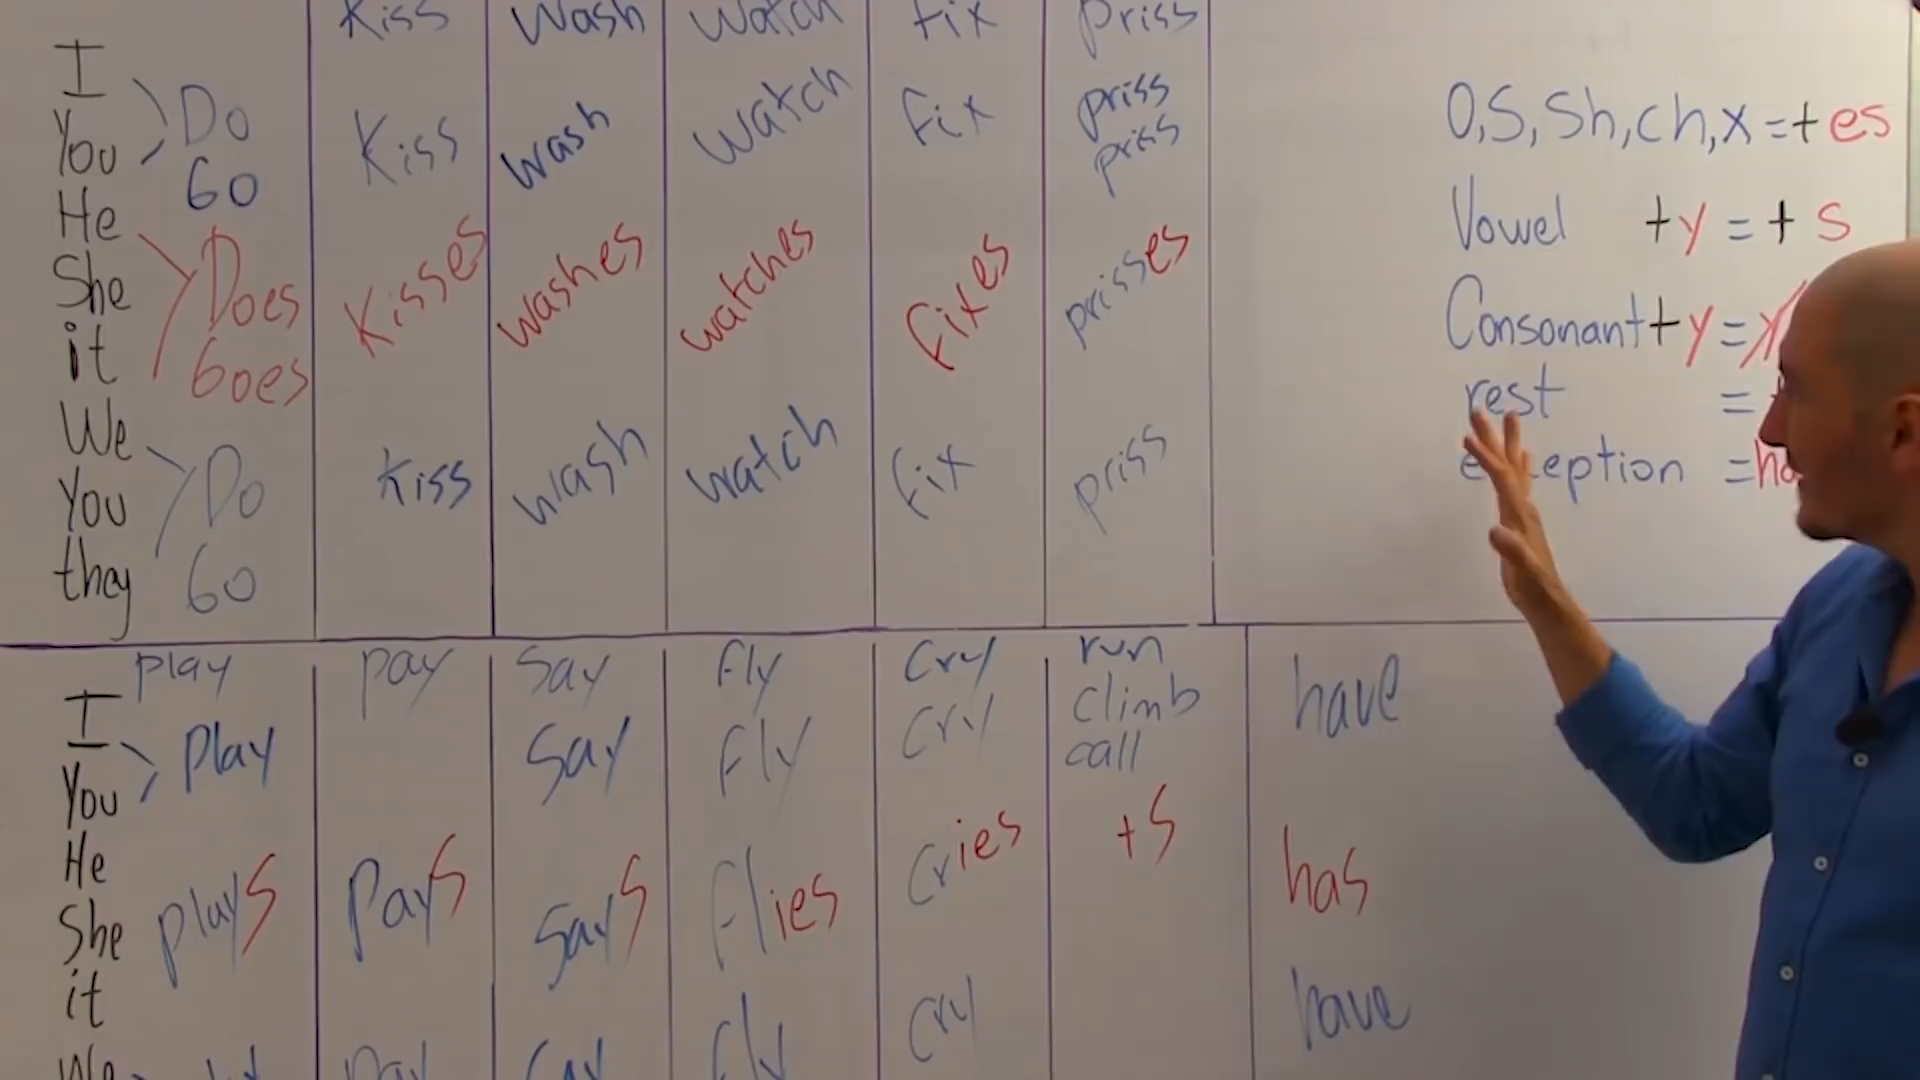 Kiss Wash Watch fix priss
I
You
He
She
it
We
You
they
Do
Go
Does
Goes
Do
Go
Kiss
Kisses
Kiss
wash
washes
wash
watch
watches
watch
fix
fixes
fix
priss
priss
prisses
priss
O,S,Sh,ch,x=+es
Vowel +y=+s
Consonant+y=y
rest =
exception =ha
play pay Say fly Cry run
climb
call
have
I
You
He
She
it
We
Play
plays
Pays
pay
Say
says
Say
fly
flies
fly
Cry
Cries
Cry
+S
has
have